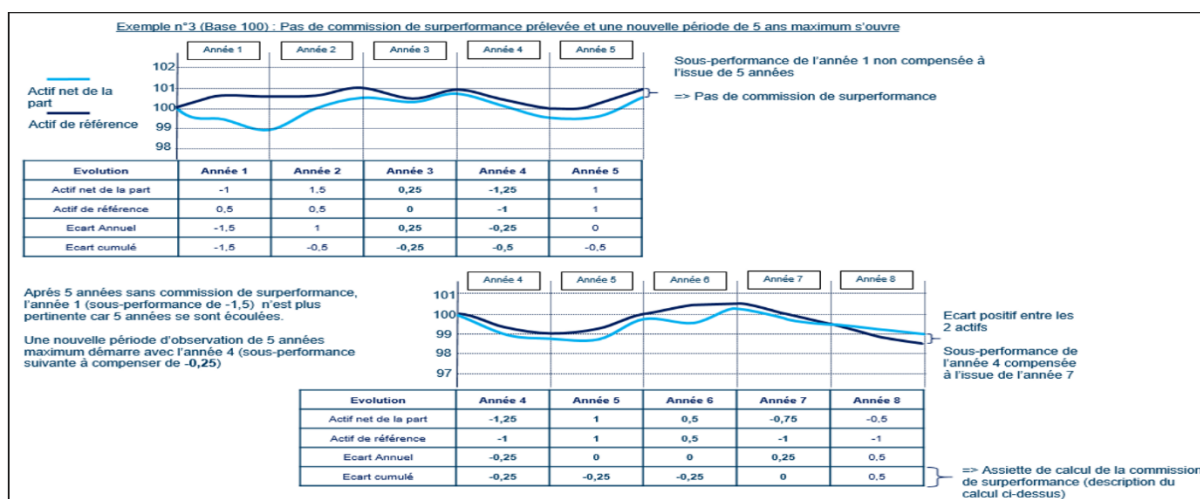 Exemple n°3 (Base 100) : Pas de commission de surperformance prélevée et une nouvelle période de 5 ans maximum s'ouvre
Année 1 Année 2 Année 3 Année 4 Année 5
102
101
100
99
98
Actif net de la
part
Actif de référence
Sous-performance de l'année 1 non compensée à
l'issue de 5 années
=> Pas de commission de surperformance
Evolution Année 1 Année 2 Année 3 Année 4 Année 5
Actif net de la part -1 1,5 0,25 -1,25 1
Actif de référence 0,5 0,5 0 -1 1
Ecart Annuel -1,5 1 0,25 -0,25 0
Ecart cumulé -1,5 -0,5 -0,25 -0,5 -0,5
Aprés 5 années sans commission de surperformance,
l'année 1 (sous-performance de -1,5) n'est plus
pertinente car 5 années se sont écoulées.
Une nouvelle période d'observation de 5 années
maximum démarre avec l'année 4 (sous-performance
suivante à compenser de -0,25)
Année 4 Année 5 Année 6 Année 7 Année 8
101
100
99
98
97
Ecart positif entre les
2 actifs
Sous-performance de
l'année 4 compensée
à l'issue de l'année 7
Evolution Année 4 Année 5 Année 6 Année 7 Année 8
Actif net de la part -1,25 1 0,5 -0,75 -0,5
Actif de référence -1 1 0,5 -1 -1
Ecart Annuel -0,25 0 0 0,25 0,5
Ecart cumulé -0,25 -0,25 -0,25 0 0,5
=> Assiette de calcul de la commission
de surperformance (description du
calcul ci-dessus)